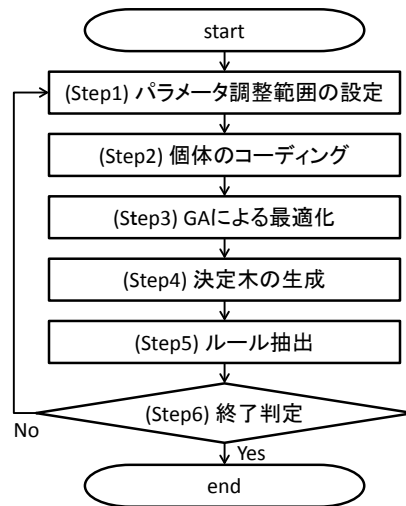 start
(Step1) パラメータ調整範囲の設定
(Step2) 個体のコーディング
(Step3) GAによる最適化
(Step4) 決定木の生成
(Step5) ルール抽出
(Step6) 終了判定
No
Yes
end